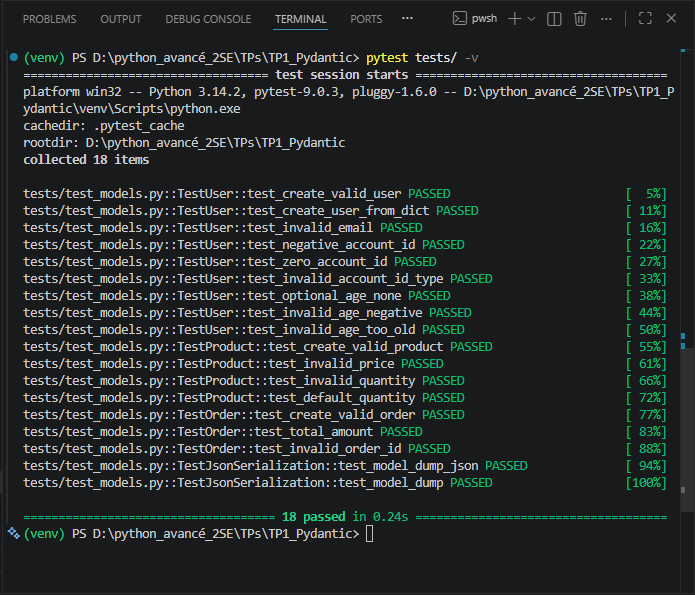 PROBLEMS OUTPUT DEBUG CONSOLE TERMINAL PORTS ··· pwsh
(venv) PS D:\python_avancé_2SE\TPs\TP1_Pydantic> pytest tests/ -v
================================= test session starts ==================================
platform win32 -- Python 3.14.2, pytest-9.0.3, pluggy-1.6.0 -- D:\python_avancé_2SE\TPs\TP1_P
ydantic\venv\Scripts\python.exe
cachedir: .pytest_cache
rootdir: D:\python_avancé_2SE\TPs\TP1_Pydantic
collected 18 items
tests/test_models.py::TestUser::test_create_valid_user PASSED [  5%]
tests/test_models.py::TestUser::test_create_user_from_dict PASSED [ 11%]
tests/test_models.py::TestUser::test_invalid_email PASSED [ 16%]
tests/test_models.py::TestUser::test_negative_account_id PASSED [ 22%]
tests/test_models.py::TestUser::test_zero_account_id PASSED [ 27%]
tests/test_models.py::TestUser::test_invalid_account_id_type PASSED [ 33%]
tests/test_models.py::TestUser::test_optional_age_none PASSED [ 38%]
tests/test_models.py::TestUser::test_invalid_age_negative PASSED [ 44%]
tests/test_models.py::TestUser::test_invalid_age_too_old PASSED [ 50%]
tests/test_models.py::TestProduct::test_create_valid_product PASSED [ 55%]
tests/test_models.py::TestProduct::test_invalid_price PASSED [ 61%]
tests/test_models.py::TestProduct::test_invalid_quantity PASSED [ 66%]
tests/test_models.py::TestProduct::test_default_quantity PASSED [ 72%]
tests/test_models.py::TestOrder::test_create_valid_order PASSED [ 77%]
tests/test_models.py::TestOrder::test_total_amount PASSED [ 83%]
tests/test_models.py::TestOrder::test_invalid_order_id PASSED [ 88%]
tests/test_models.py::TestJsonSerialization::test_model_dump_json PASSED [ 94%]
tests/test_models.py::TestJsonSerialization::test_model_dump PASSED [100%]
================================== 18 passed in 0.24s ==================================
(venv) PS D:\python_avancé_2SE\TPs\TP1_Pydantic>